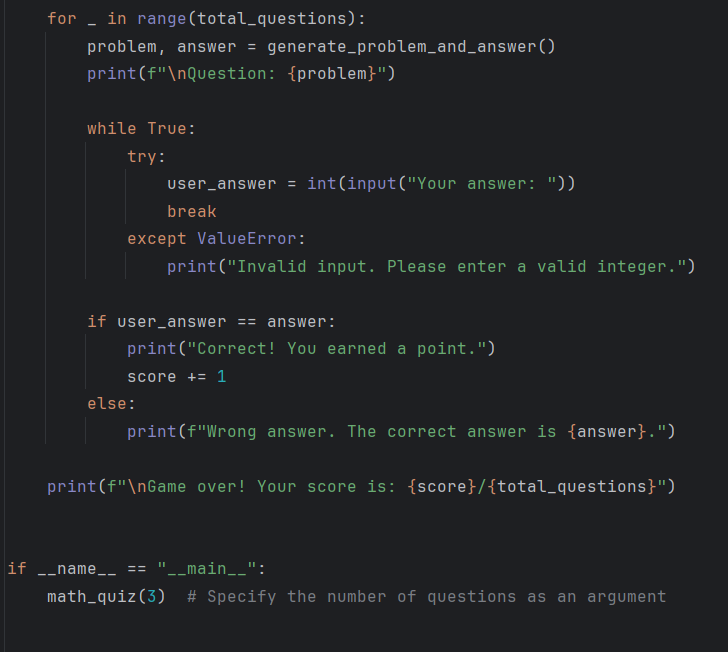 for _ in range(total_questions):
problem, answer = generate_problem_and_answer()
print(f"\nQuestion: {problem}")
while True:
try:
user_answer = int(input("Your answer: "))
break
except ValueError:
print("Invalid input. Please enter a valid integer.")
if user_answer == answer:
print("Correct! You earned a point.")
score += 1
else:
print(f"Wrong answer. The correct answer is {answer}.")
print(f"\nGame over! Your score is: {score}/{total_questions}")
if __name__ == "__main__":
math_quiz(3)  # Specify the number of questions as an argument